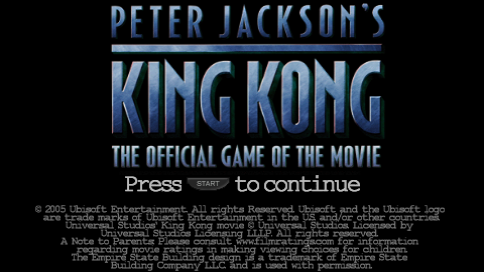 PETER JACKSON'S
KING KONG
THE OFFICIAL GAME OF THE MOVIE
Press START to continue
© 2005 Ubisoft Entertainment. All rights Reserved. Ubisoft and the Ubisoft logo
are trade marks of Ubisoft Entertainment in the U.S. and/or other countries.
Universal Studios' King Kong movie © Universal Studios Licensed by
Universal Studios Licensing LLLP. All rights reserved.
A Note to Parents: Please consult www.filmratings.com for information
regarding movie ratings in making viewing choices for children.
The Empire State Building design is a trademark of Empire State
Building Company LLC and is used with permission.